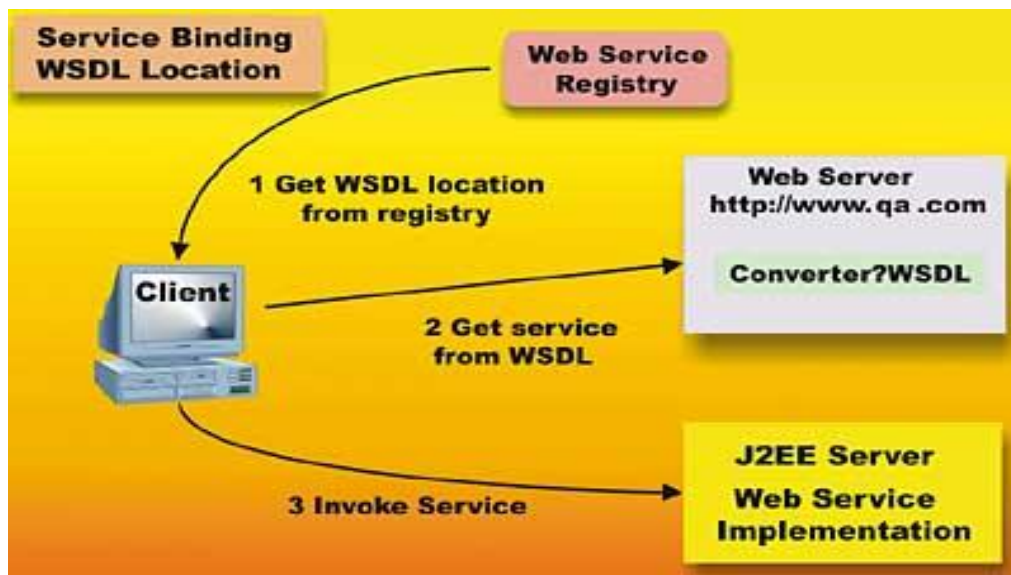 Service Binding
WSDL Location
Web Service
Registry
1 Get WSDL location
from registry
Web Server
http://www.qa.com
Converter?WSDL
Client
2 Get service
from WSDL
J2EE Server
Web Service
Implementation
3 Invoke Service